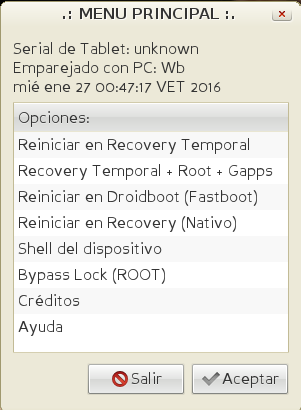 .: MENU PRINCIPAL :.
Serial de Tablet: unknown
Emparejado con PC: Wb
mié ene 27 00:47:17 VET 2016
Opciones:
Reiniciar en Recovery Temporal
Recovery Temporal + Root + Gapps
Reiniciar en Droidboot (Fastboot)
Reiniciar en Recovery (Nativo)
Shell del dispositivo
Bypass Lock (ROOT)
Créditos
Ayuda
Salir
Aceptar